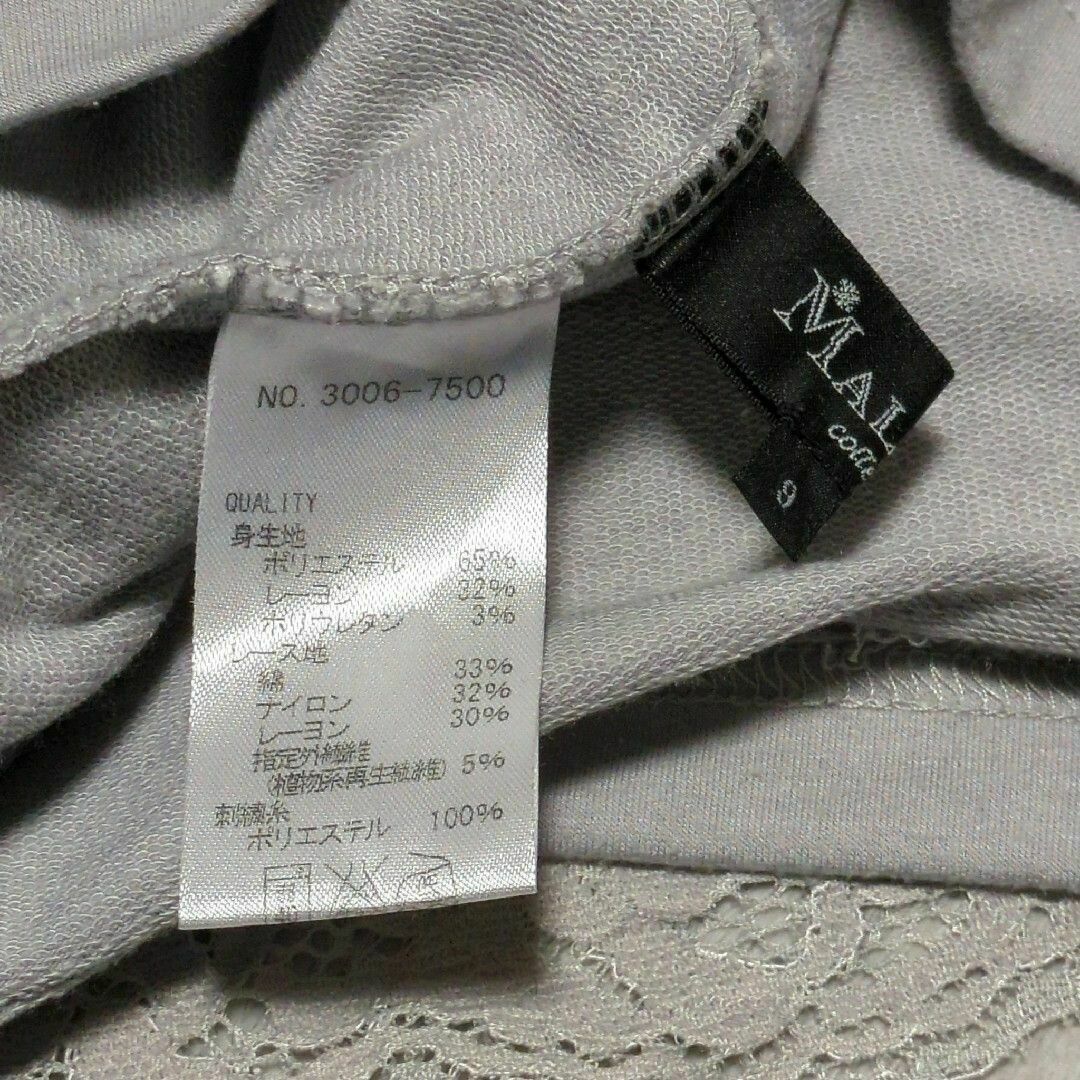 NO. 3006-7500
QUALITY
身生地
ポリエステル 65%
レーヨン 32%
ポリウレタン 3%
レース地
綿 33%
ナイロン 32%
レーヨン 30%
指定外繊維
(植物系再生繊維) 5%
刺繍糸
ポリエステル 100%
MAL
colle
9